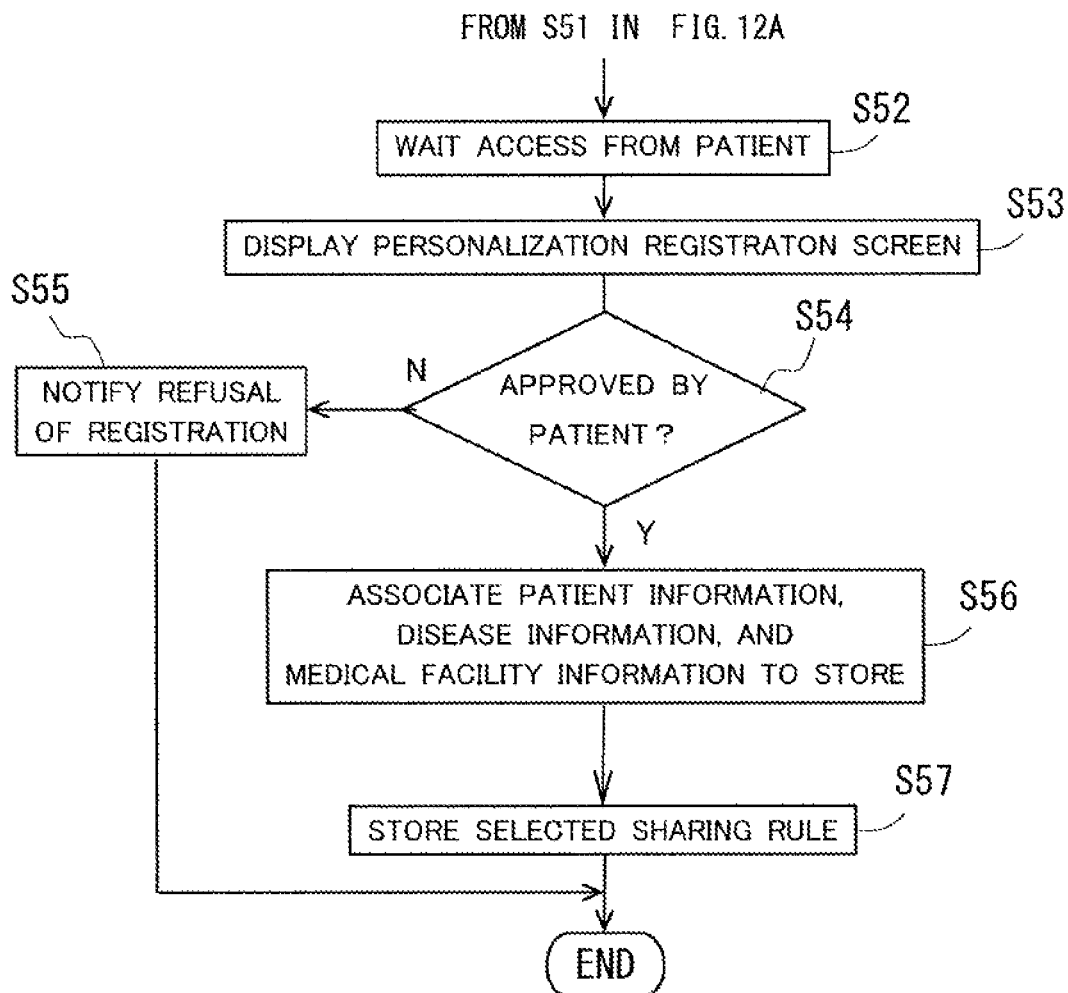 FROM S51 IN FIG. 12A
S52
WAIT ACCESS FROM PATIENT
S53
DISPLAY PERSONALIZATION REGISTRATON SCREEN
S55
S54
N
NOTIFY REFUSAL
OF REGISTRATION
APPROVED BY
PATIENT?
Y
ASSOCIATE PATIENT INFORMATION,
DISEASE INFORMATION, AND
MEDICAL FACILITY INFORMATION TO STORE
S56
S57
STORE SELECTED SHARING RULE
END